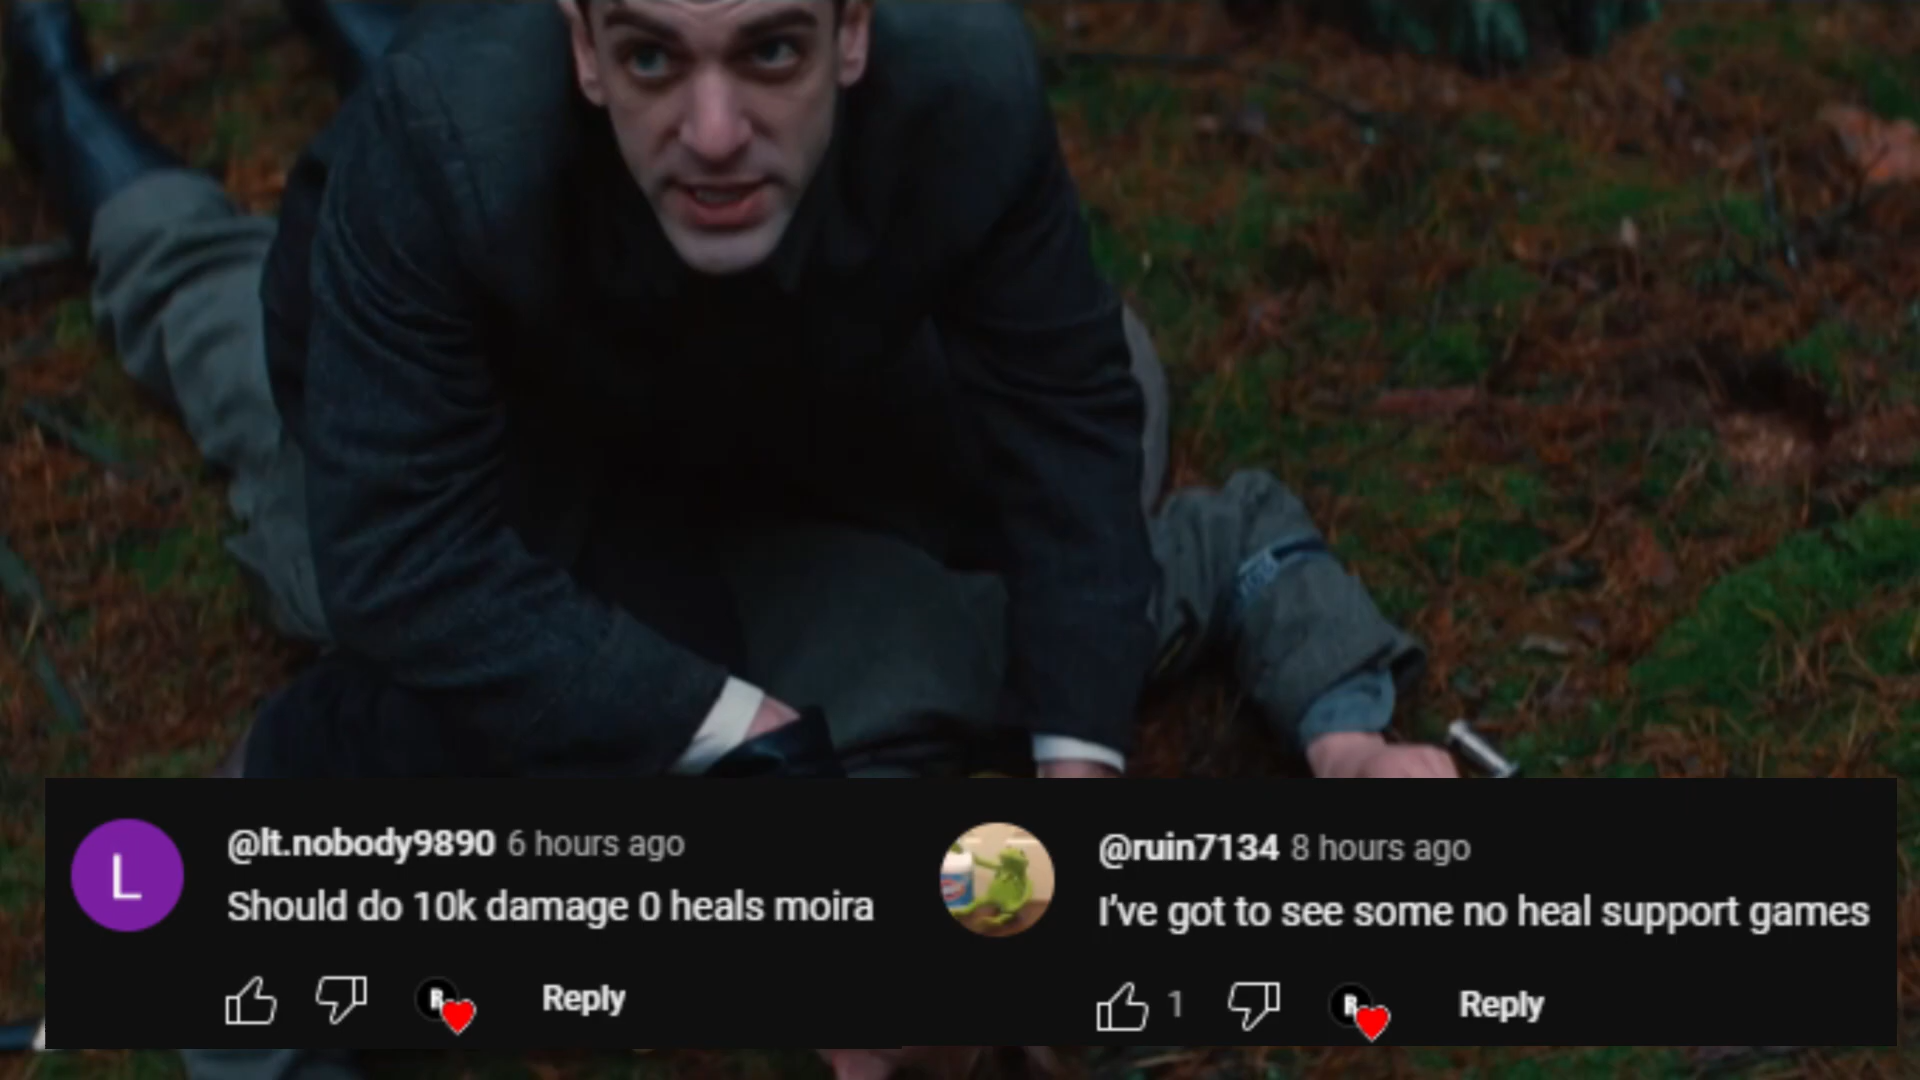 @lt.nobody9890 6 hours ago
Should do 10k damage 0 heals moira
Reply
@ruin7134 8 hours ago
I've got to see some no heal support games
1
Reply
L
R
R